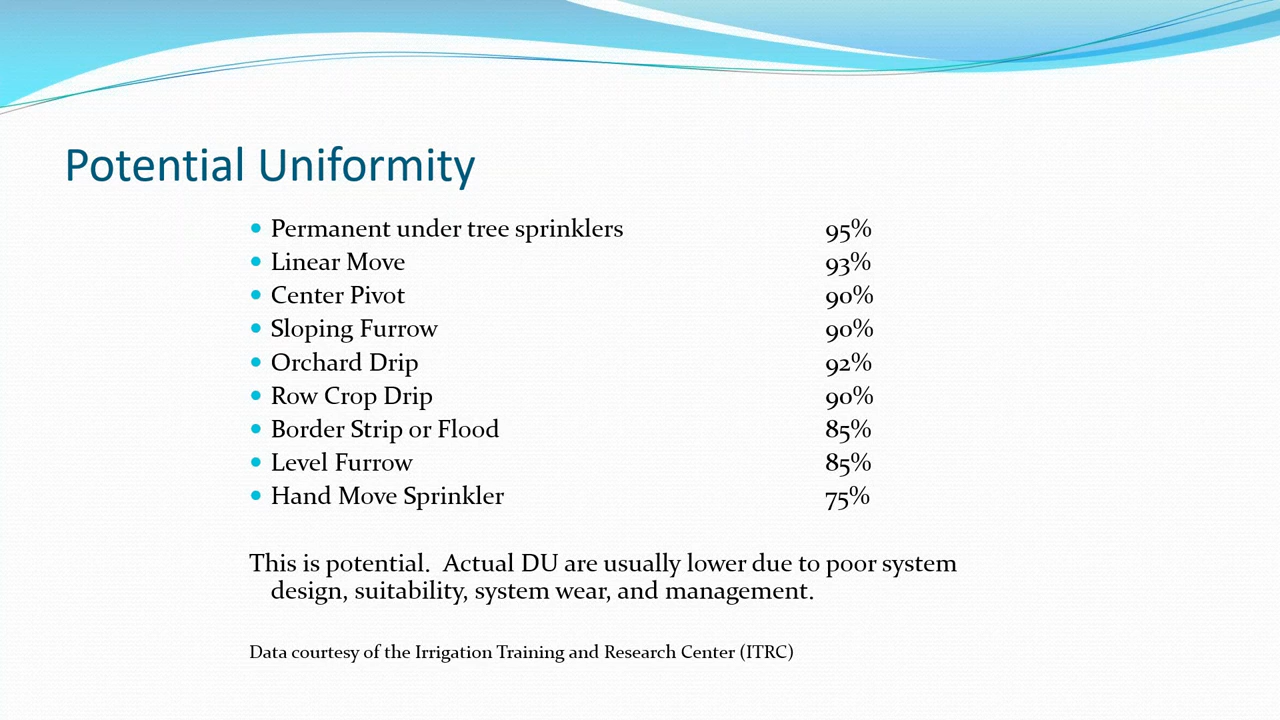 Potential Uniformity
• Permanent under tree sprinklers 95%
• Linear Move 93%
• Center Pivot 90%
• Sloping Furrow 90%
• Orchard Drip 92%
• Row Crop Drip 90%
• Border Strip or Flood 85%
• Level Furrow 85%
• Hand Move Sprinkler 75%
This is potential.  Actual DU are usually lower due to poor system
design, suitability, system wear, and management.
Data courtesy of the Irrigation Training and Research Center (ITRC)